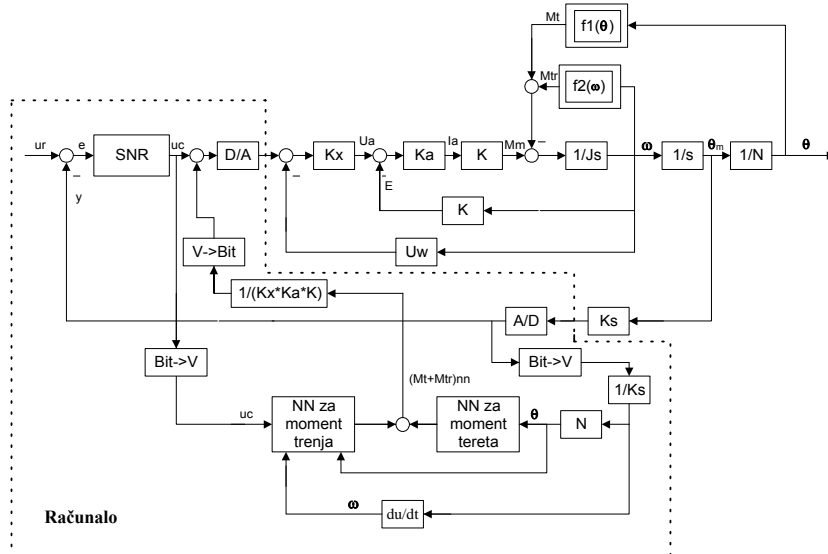 Mt
f1(θ)
Mtr
f2(ω)
ur
e
SNR
uc
D/A
Kx
Ua
Ka
Ia
K
Mm
–
1/Js
ω
1/s
θm
1/N
θ
–
y
–
-
E
K
V->Bit
Uw
1/(Kx*Ka*K)
A/D
Ks
Bit->V
Bit->V
(Mt+Mtr)nn
1/Ks
uc
NN za
moment
trenja
NN za
moment
tereta
θ
N
ω
du/dt
Računalo